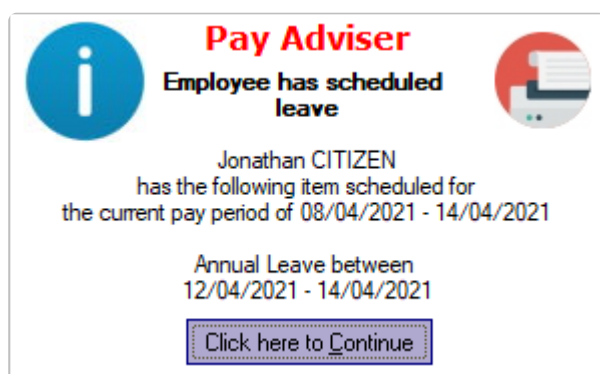 Pay Adviser
Employee has scheduled
leave
Jonathan CITIZEN
has the following item scheduled for
the current pay period of 08/04/2021 - 14/04/2021
Annual Leave between
12/04/2021 - 14/04/2021
Click here to Continue